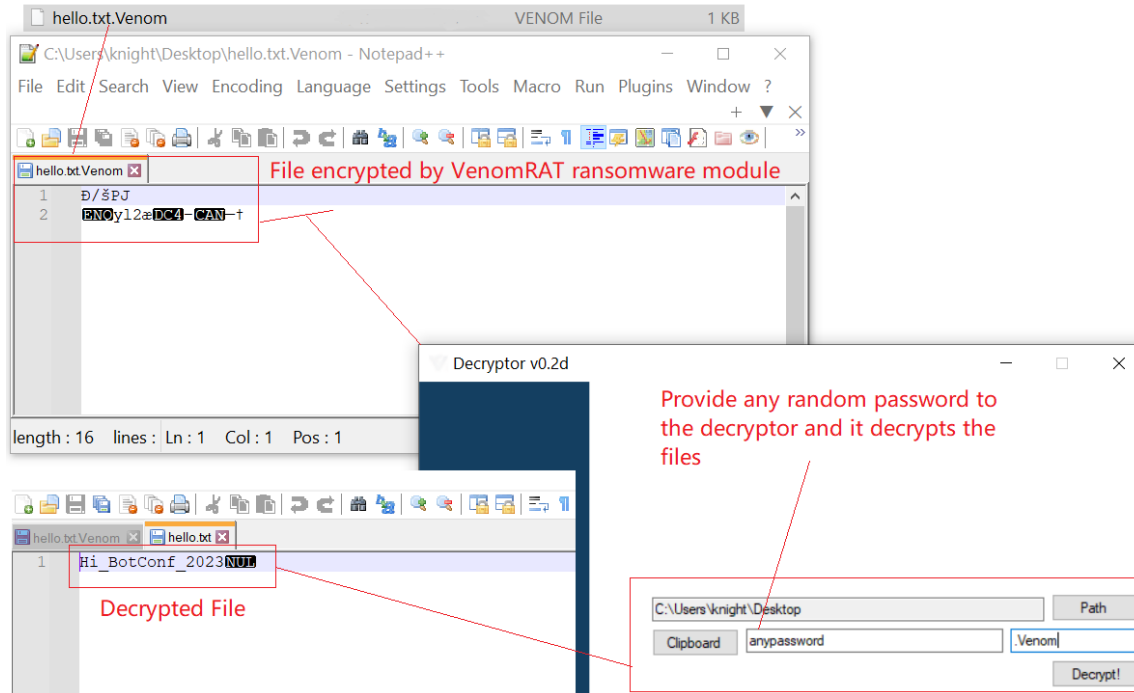 hello.txt.Venom VENOM File 1 KB
C:\Users\knight\Desktop\hello.txt.Venom - Notepad++
File Edit Search View Encoding Language Settings Tools Macro Run Plugins Window ?
hello.txt.Venom
File encrypted by VenomRAT ransomware module
1 Ð/šPJ
2 ENQyl2æDC4-CAN—†
length : 16 lines : Ln : 1 Col : 1 Pos : 1
Decryptor v0.2d
Provide any random password to
the decryptor and it decrypts the
files
hello.txt.Venom hello.txt
1 Hi_BotConf_2023NUL
Decrypted File
C:\Users\knight\Desktop Path
Clipboard anypassword .Venom
Decrypt!